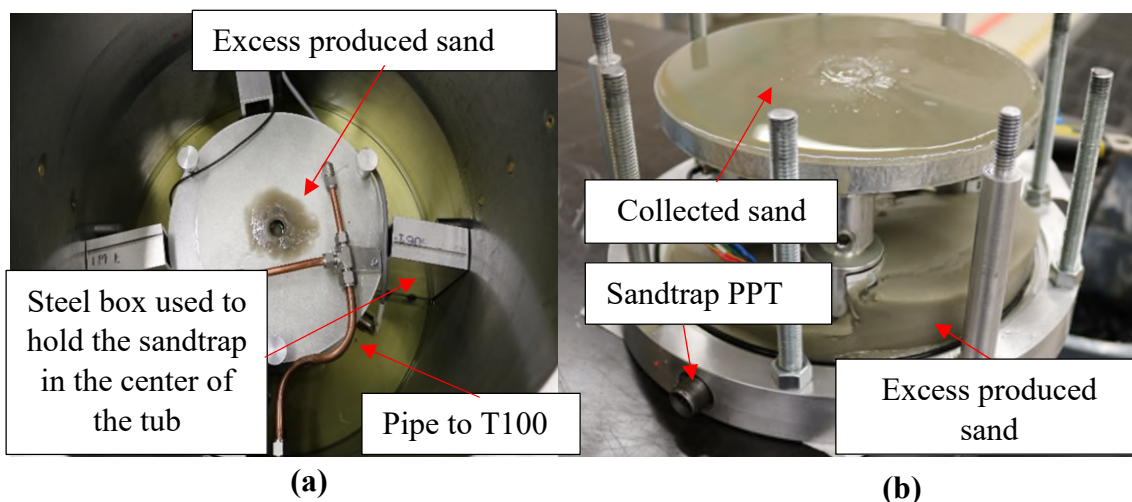 Excess produced sand
Steel box used to
hold the sandtrap
in the center of
the tub
Pipe to T100
(a)
Collected sand
Sandtrap PPT
Excess produced
sand
(b)